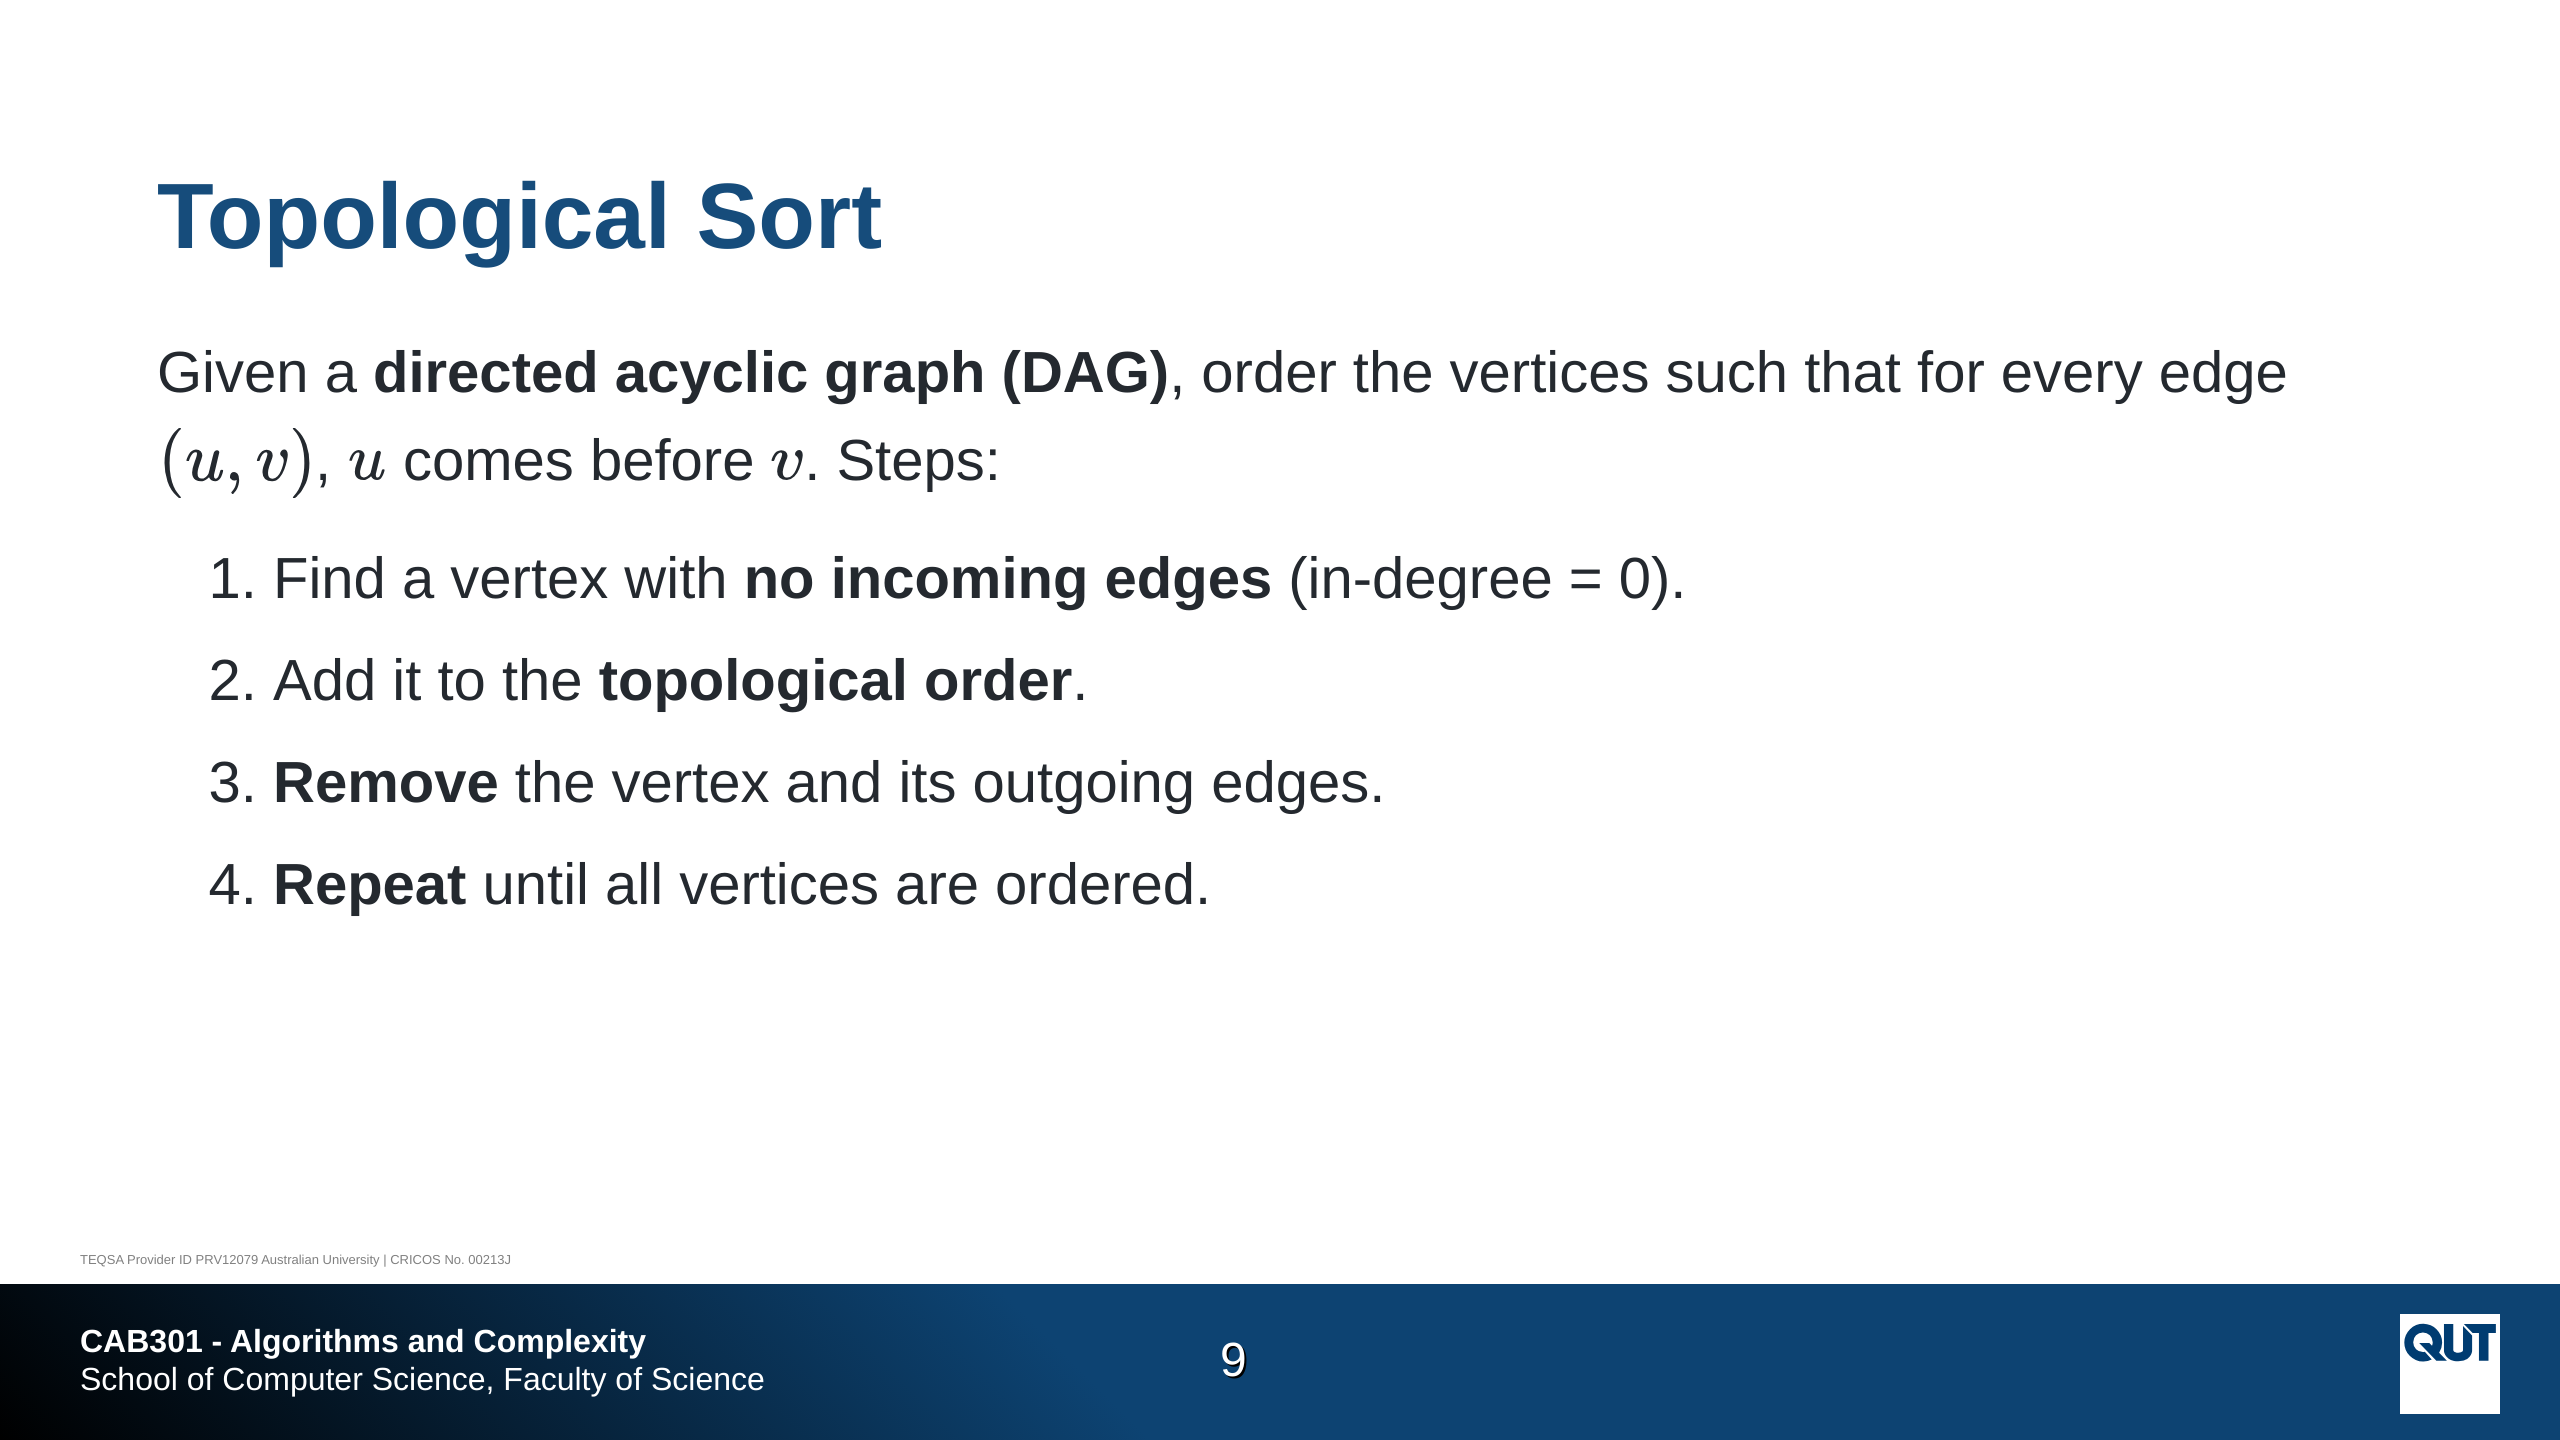 Topological Sort
Given a directed acyclic graph (DAG), order the vertices such that for every edge
(u, v), u comes before v. Steps:
1. Find a vertex with no incoming edges (in-degree = 0).
2. Add it to the topological order.
3. Remove the vertex and its outgoing edges.
4. Repeat until all vertices are ordered.
TEQSA Provider ID PRV12079 Australian University | CRICOS No. 00213J
CAB301 - Algorithms and Complexity
School of Computer Science, Faculty of Science
9
QUT